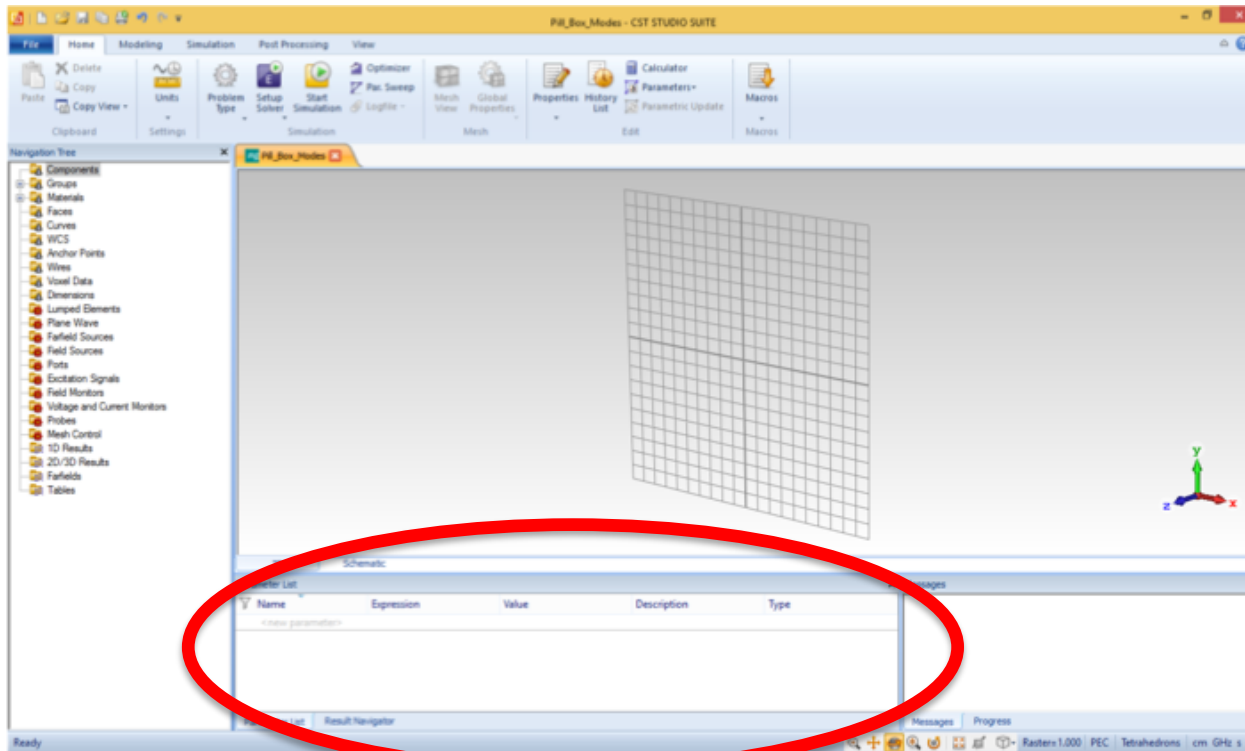 Pill_Box_Modes - CST STUDIO SUITE
File Home Modeling Simulation Post Processing View
Paste
Delete
Copy
Copy View
Clipboard
Units
Settings
Problem Type
Setup Solver
Start Simulation
Optimizer
Par. Sweep
Logfile
Simulation
Mesh View
Global Properties
Mesh
Properties
History List
Calculator
Parameters
Parametric Update
Edit
Macros
Macros
Navigation Tree
Pill_Box_Modes
Components
Groups
Materials
Faces
Curves
WCS
Anchor Points
Wires
Voxel Data
Dimensions
Lumped Elements
Plane Wave
Farfield Sources
Field Sources
Ports
Excitation Signals
Field Monitors
Voltage and Current Monitors
Probes
Mesh Control
1D Results
2D/3D Results
Farfields
Tables
y
z
x
Schematic
List
Name Expression Value Description Type
<new parameter>
List Result Navigator
Messages Progress
Ready
Raster=1.000 PEC Tetrahedrons cm GHz s